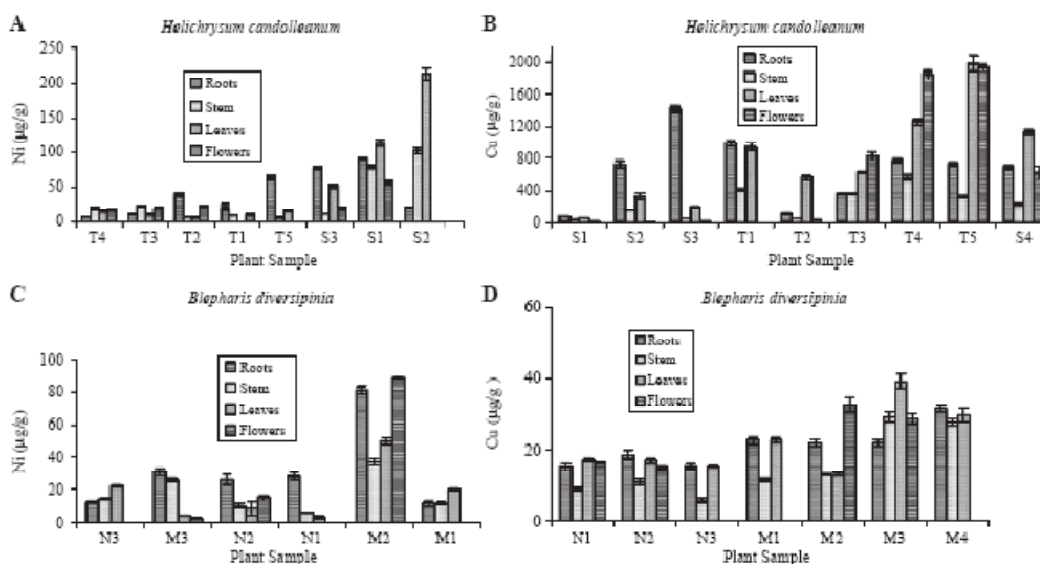 A
Helichrysum candolleanum
Ni (µg/g)
250
200
150
100
50
0
Roots
Stem
Leaves
Flowers
T4 T3 T2 T1 T5 S3 S1 S2
Plant Sample
B
Helichrysum candolleanum
Cu (µg/g)
2000
1600
1200
800
400
0
Roots
Stem
Leaves
Flowers
S1 S2 S3 T1 T2 T3 T4 T5 S4
Plant Sample
C
Blepharis diversipinia
Ni (µg/g)
100
80
60
40
20
0
Roots
Stem
Leaves
Flowers
N3 M3 N2 N1 M2 M1
Plant Sample
D
Blepharis diversipinia
Cu (µg/g)
60
40
20
0
Roots
Stem
Leaves
Flowers
N1 N2 N3 M1 M2 M3 M4
Plant Sample